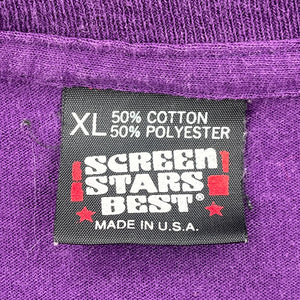 XL 50% COTTON
50% POLYESTER
SCREEN
STARS
BEST®
MADE IN U.S.A.